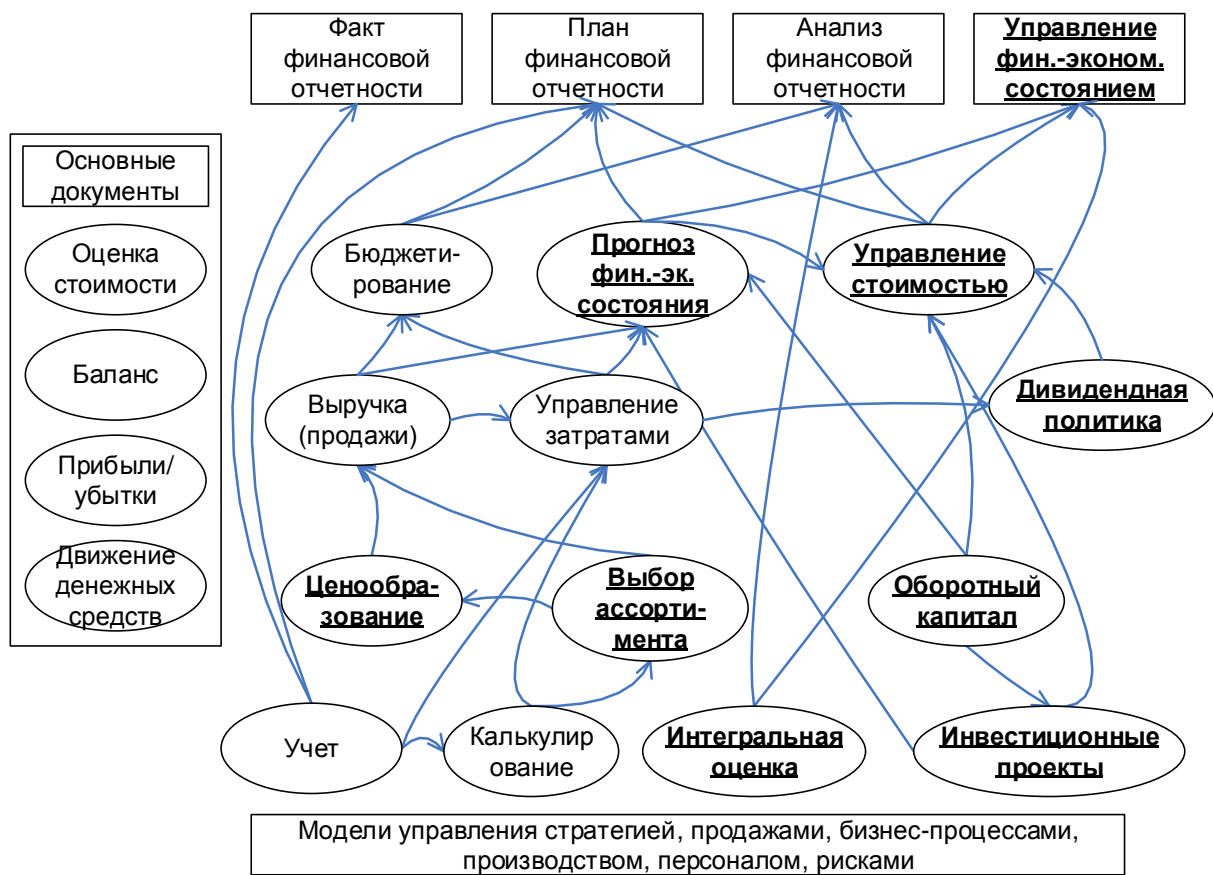 Факт
финансовой
отчетности
План
финансовой
отчетности
Анализ
финансовой
отчетности
Управление
фин.-эконом.
состоянием
Основные
документы
Оценка
стоимости
Баланс
Прибыли/
убытки
Движение
денежных
средств
Бюджети-
рование
Прогноз
фин.-эк.
состояния
Управление
стоимостью
Выручка
(продажи)
Управление
затратами
Дивидендная
политика
Ценообра-
зование
Выбор
ассорти-
мента
Оборотный
капитал
Учет
Калькулир
ование
Интегральная
оценка
Инвестиционные
проекты
Модели управления стратегией, продажами, бизнес-процессами,
производством, персоналом, рисками